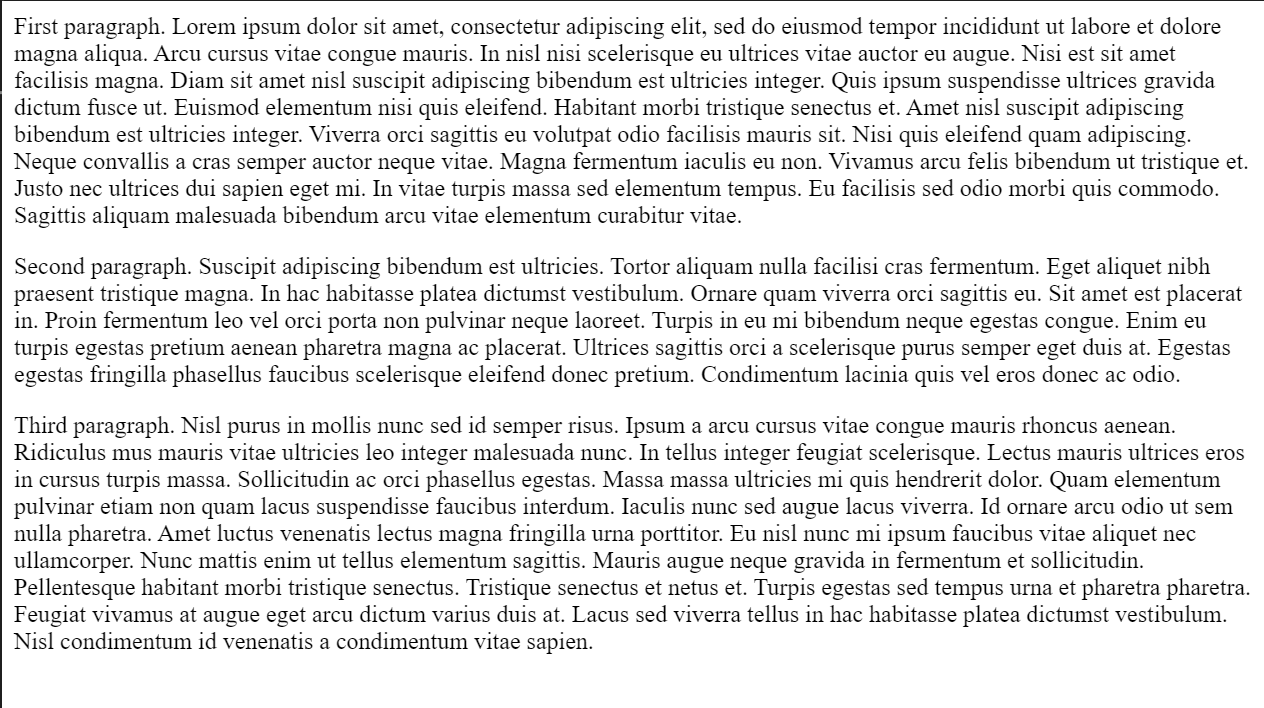 First paragraph. Lorem ipsum dolor sit amet, consectetur adipiscing elit, sed do eiusmod tempor incididunt ut labore et dolore
magna aliqua. Arcu cursus vitae congue mauris. In nisl nisi scelerisque eu ultrices vitae auctor eu augue. Nisi est sit amet
facilisis magna. Diam sit amet nisl suscipit adipiscing bibendum est ultricies integer. Quis ipsum suspendisse ultrices gravida
dictum fusce ut. Euismod elementum nisi quis eleifend. Habitant morbi tristique senectus et. Amet nisl suscipit adipiscing
bibendum est ultricies integer. Viverra orci sagittis eu volutpat odio facilisis mauris sit. Nisi quis eleifend quam adipiscing.
Neque convallis a cras semper auctor neque vitae. Magna fermentum iaculis eu non. Vivamus arcu felis bibendum ut tristique et.
Justo nec ultrices dui sapien eget mi. In vitae turpis massa sed elementum tempus. Eu facilisis sed odio morbi quis commodo.
Sagittis aliquam malesuada bibendum arcu vitae elementum curabitur vitae.
Second paragraph. Suscipit adipiscing bibendum est ultricies. Tortor aliquam nulla facilisi cras fermentum. Eget aliquet nibh
praesent tristique magna. In hac habitasse platea dictumst vestibulum. Ornare quam viverra orci sagittis eu. Sit amet est placerat
in. Proin fermentum leo vel orci porta non pulvinar neque laoreet. Turpis in eu mi bibendum neque egestas congue. Enim eu
turpis egestas pretium aenean pharetra magna ac placerat. Ultrices sagittis orci a scelerisque purus semper eget duis at. Egestas
egestas fringilla phasellus faucibus scelerisque eleifend donec pretium. Condimentum lacinia quis vel eros donec ac odio.
Third paragraph. Nisl purus in mollis nunc sed id semper risus. Ipsum a arcu cursus vitae congue mauris rhoncus aenean.
Ridiculus mus mauris vitae ultricies leo integer malesuada nunc. In tellus integer feugiat scelerisque. Lectus mauris ultrices eros
in cursus turpis massa. Sollicitudin ac orci phasellus egestas. Massa massa ultricies mi quis hendrerit dolor. Quam elementum
pulvinar etiam non quam lacus suspendisse faucibus interdum. Iaculis nunc sed augue lacus viverra. Id ornare arcu odio ut sem
nulla pharetra. Amet luctus venenatis lectus magna fringilla urna porttitor. Eu nisl nunc mi ipsum faucibus vitae aliquet nec
ullamcorper. Nunc mattis enim ut tellus elementum sagittis. Mauris augue neque gravida in fermentum et sollicitudin.
Pellentesque habitant morbi tristique senectus. Tristique senectus et netus et. Turpis egestas sed tempus urna et pharetra pharetra.
Feugiat vivamus at augue eget arcu dictum varius duis at. Lacus sed viverra tellus in hac habitasse platea dictumst vestibulum.
Nisl condimentum id venenatis a condimentum vitae sapien.